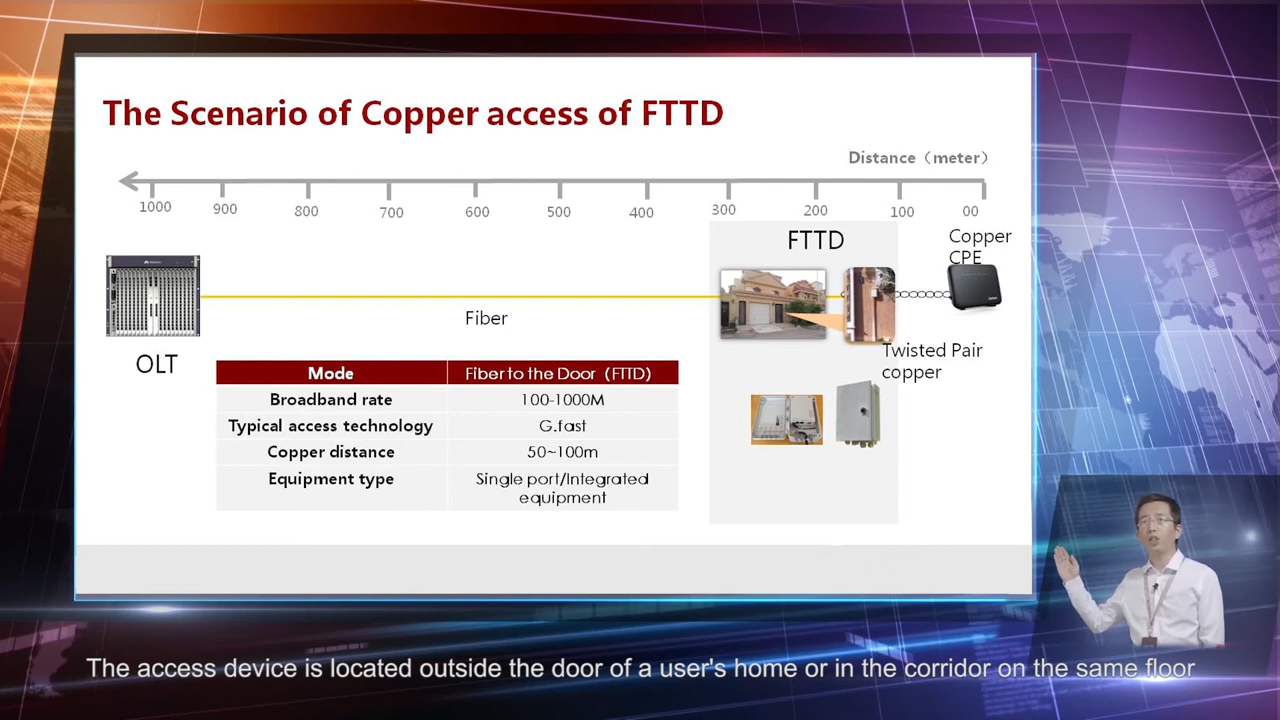 The Scenario of Copper access of FTTD
Distance（meter）
1000 900 800 700 600 500 400 300 200 100 00
FTTD
Copper
CPE
Fiber
OLT
Twisted Pair
copper
Mode Fiber to the Door (FTTD)
Broadband rate 100-1000M
Typical access technology G.fast
Copper distance 50~100m
Equipment type Single port/Integrated
equipment
The access device is located outside the door of a user's home or in the corridor on the same floor